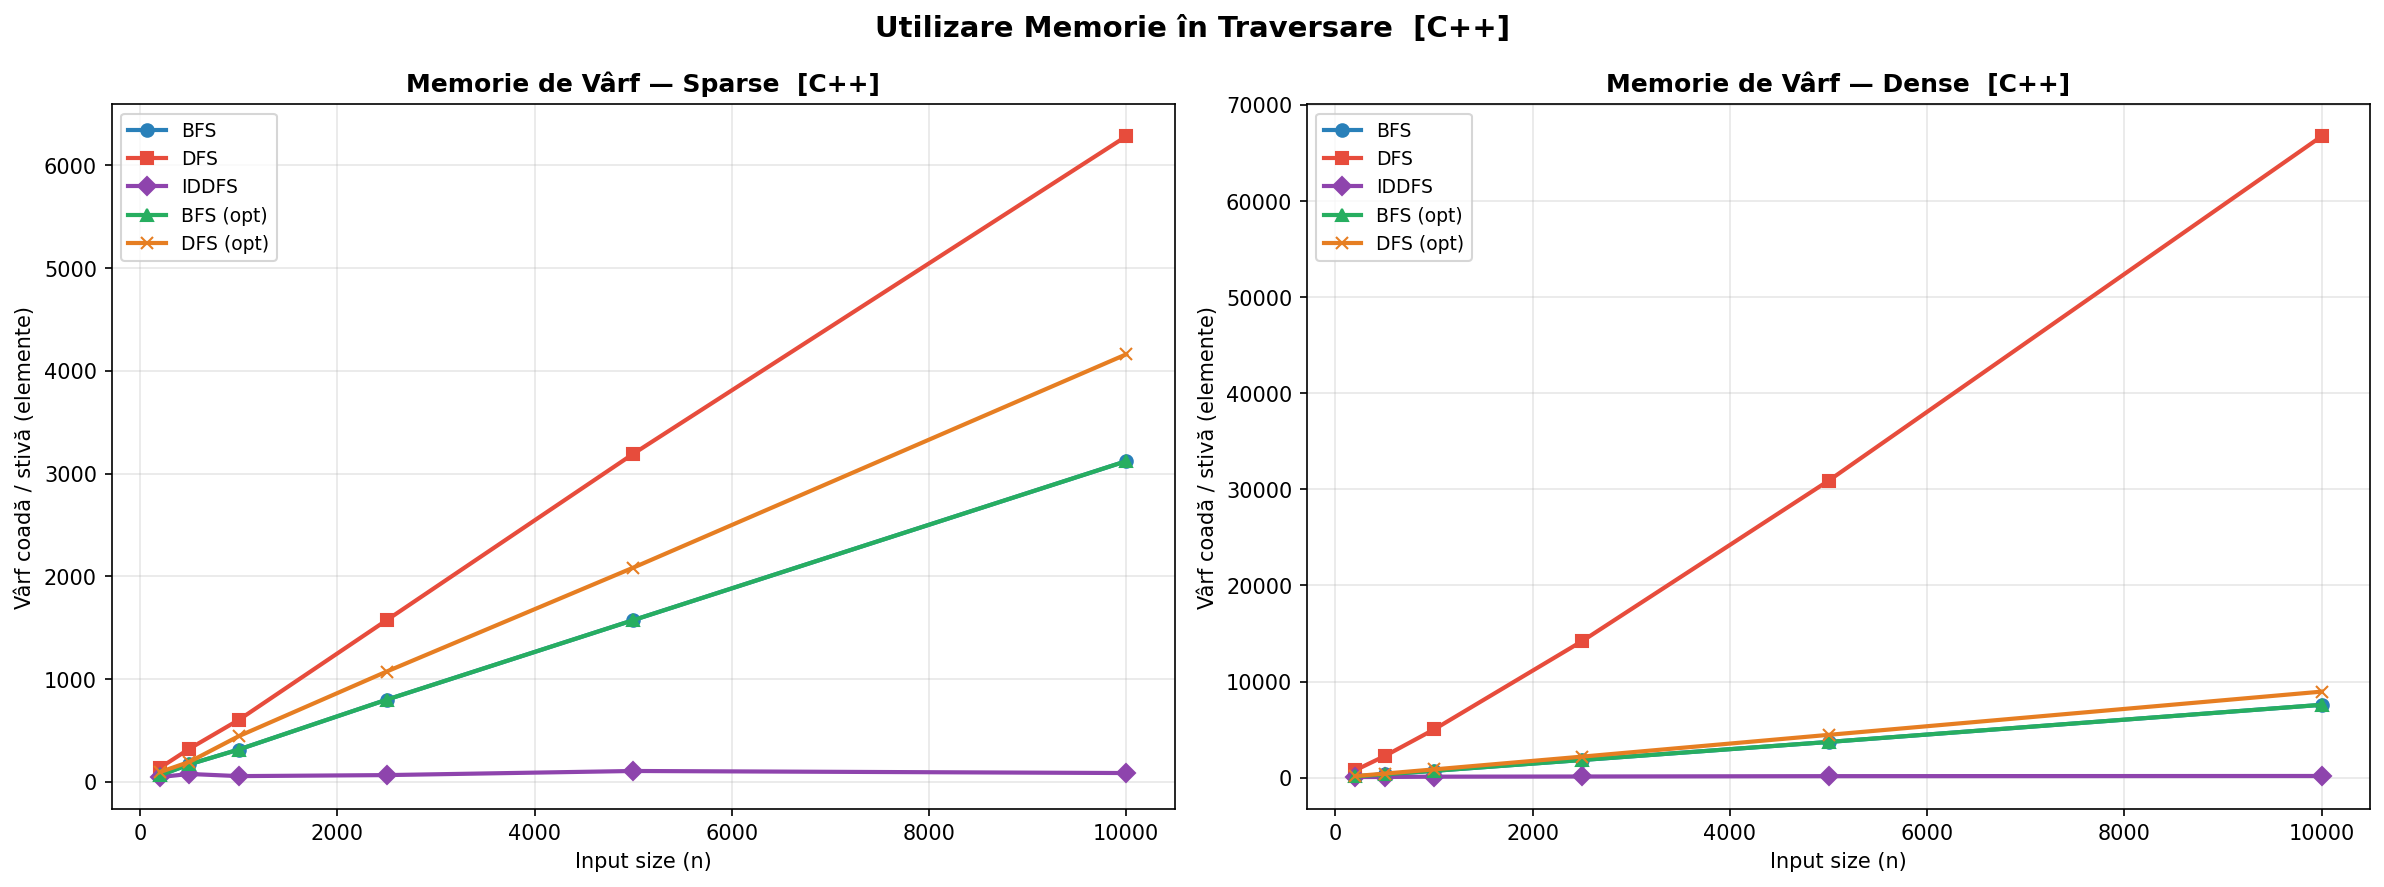 Utilizare Memorie în Traversare [C++]
Memorie de Vârf — Sparse [C++]
BFS
DFS
IDDFS
BFS (opt)
DFS (opt)
6000
5000
4000
3000
2000
1000
0
Vârf coadă / stivă (elemente)
0 2000 4000 6000 8000 10000
Input size (n)
Memorie de Vârf — Dense [C++]
BFS
DFS
IDDFS
BFS (opt)
DFS (opt)
70000
60000
50000
40000
30000
20000
10000
0
Vârf coadă / stivă (elemente)
0 2000 4000 6000 8000 10000
Input size (n)